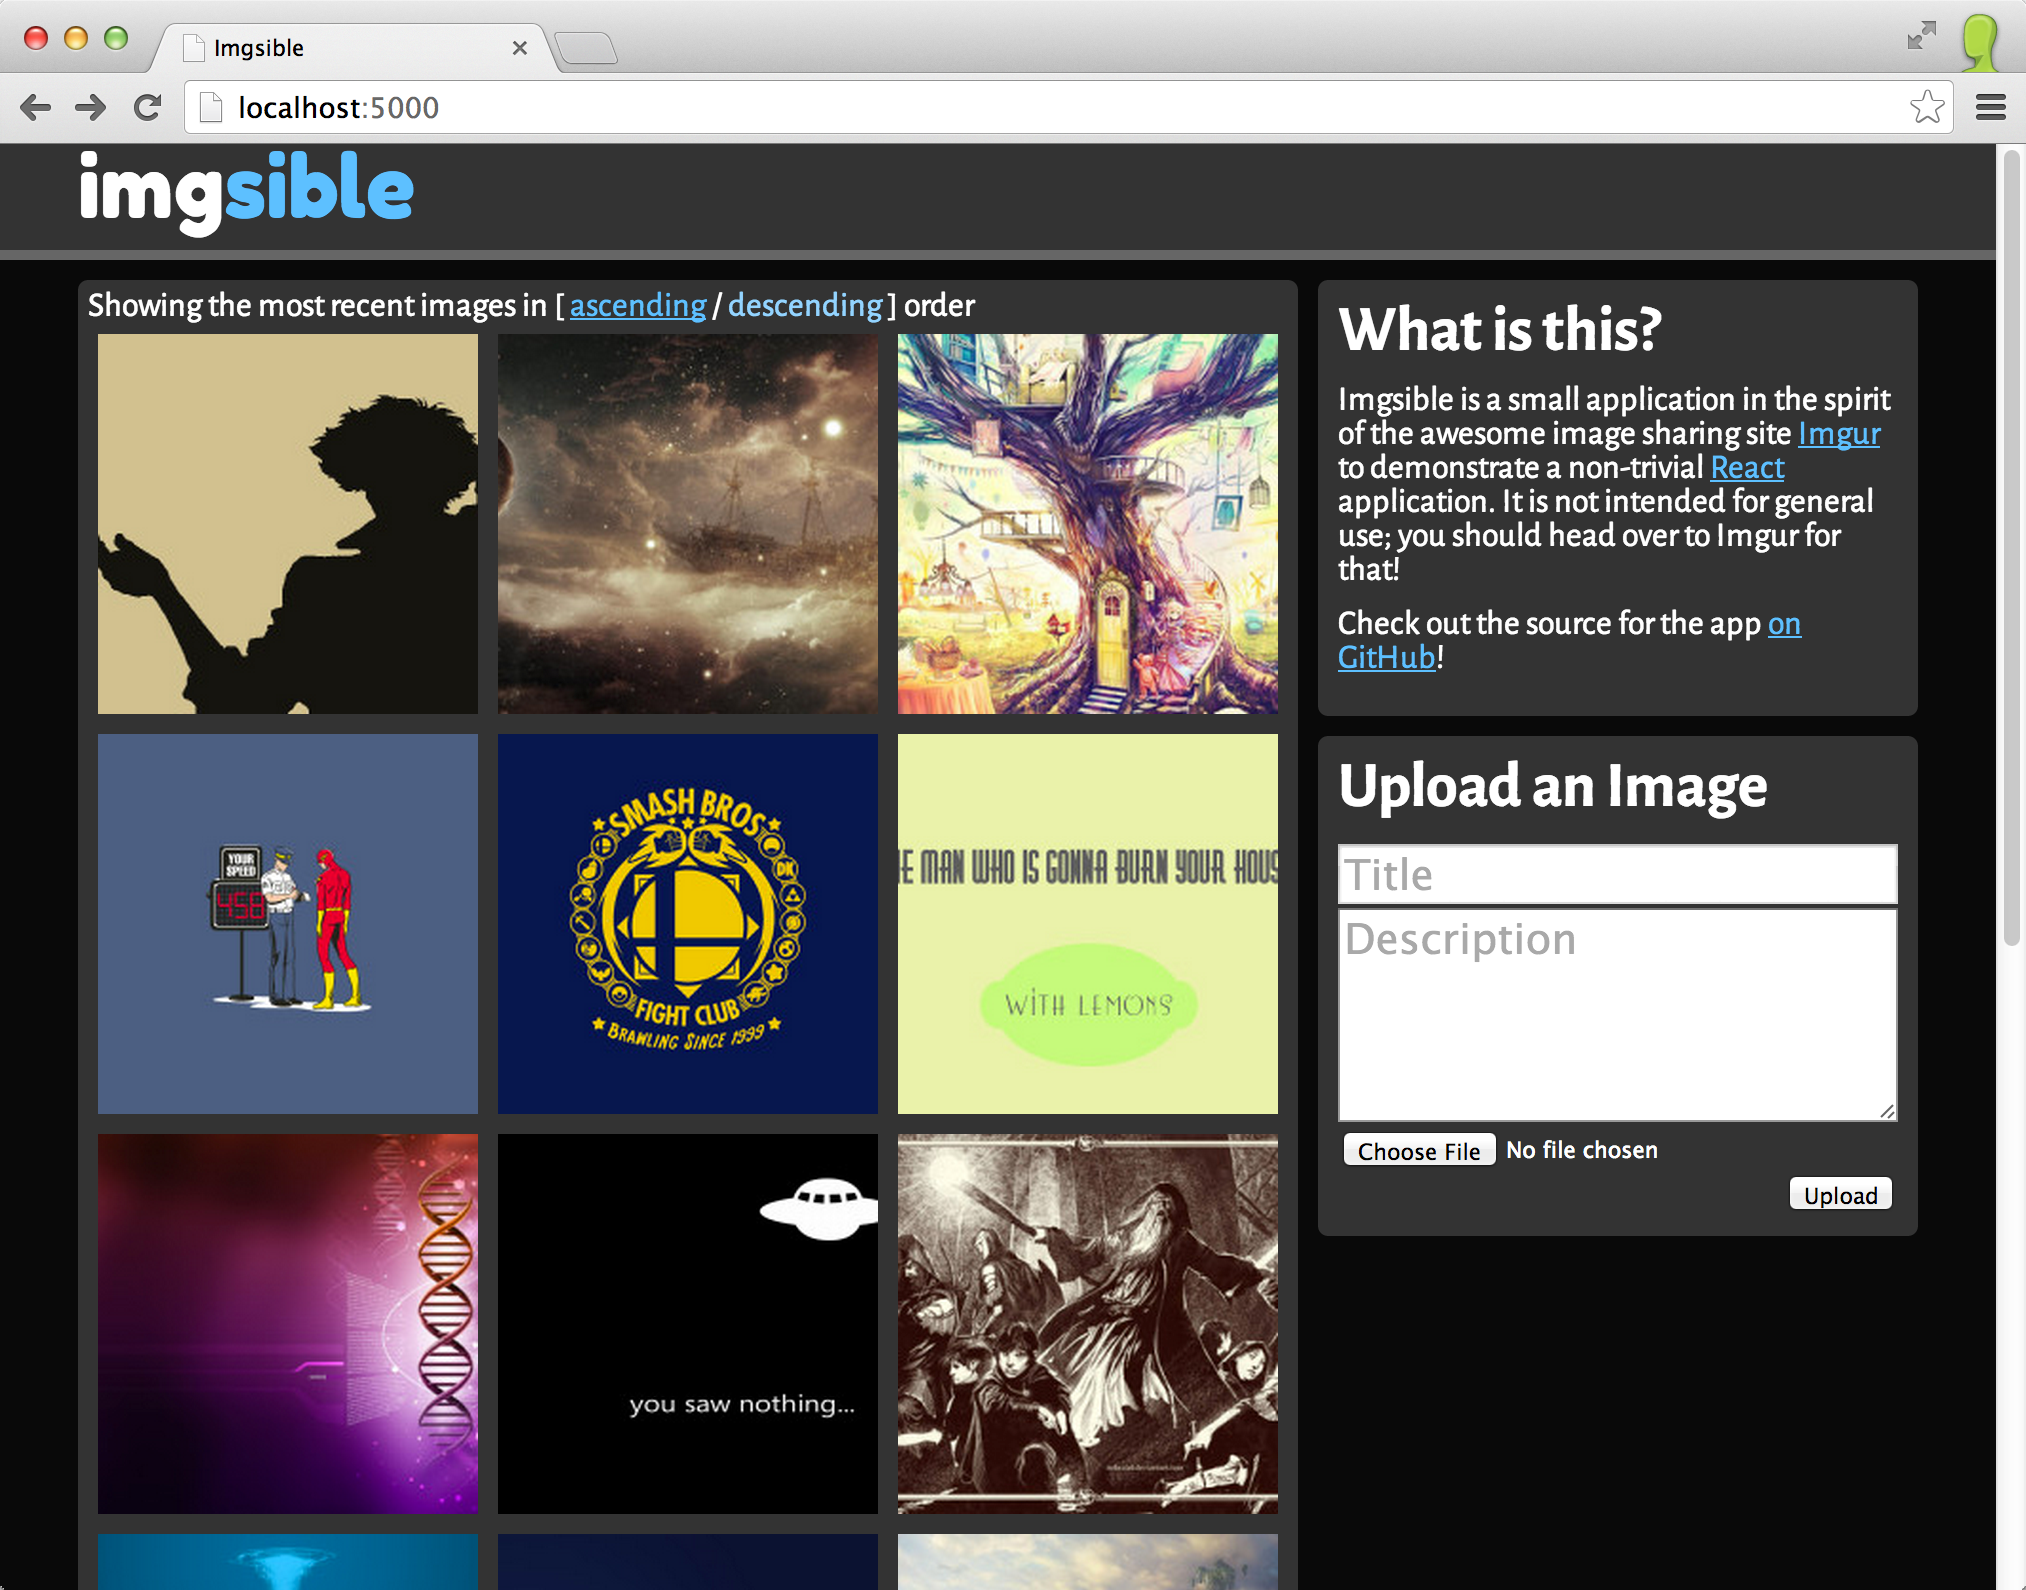 Imgsible
localhost:5000
imgsible
Showing the most recent images in [ ascending / descending ] order
YOUR
SPEED
SMASH BROS
DK
FIGHT CLUB
BRAWLING SINCE 1999
MAN WHO IS GONNA BURN YOUR
WITH LEMONS
you saw nothing...
What is this?
Imgsible is a small application in the spirit
of the awesome image sharing site Imgur
to demonstrate a non-trivial React
application. It is not intended for general
use; you should head over to Imgur for
that!
Check out the source for the app on
GitHub!
Upload an Image
Title
Description
Choose File No file chosen
Upload